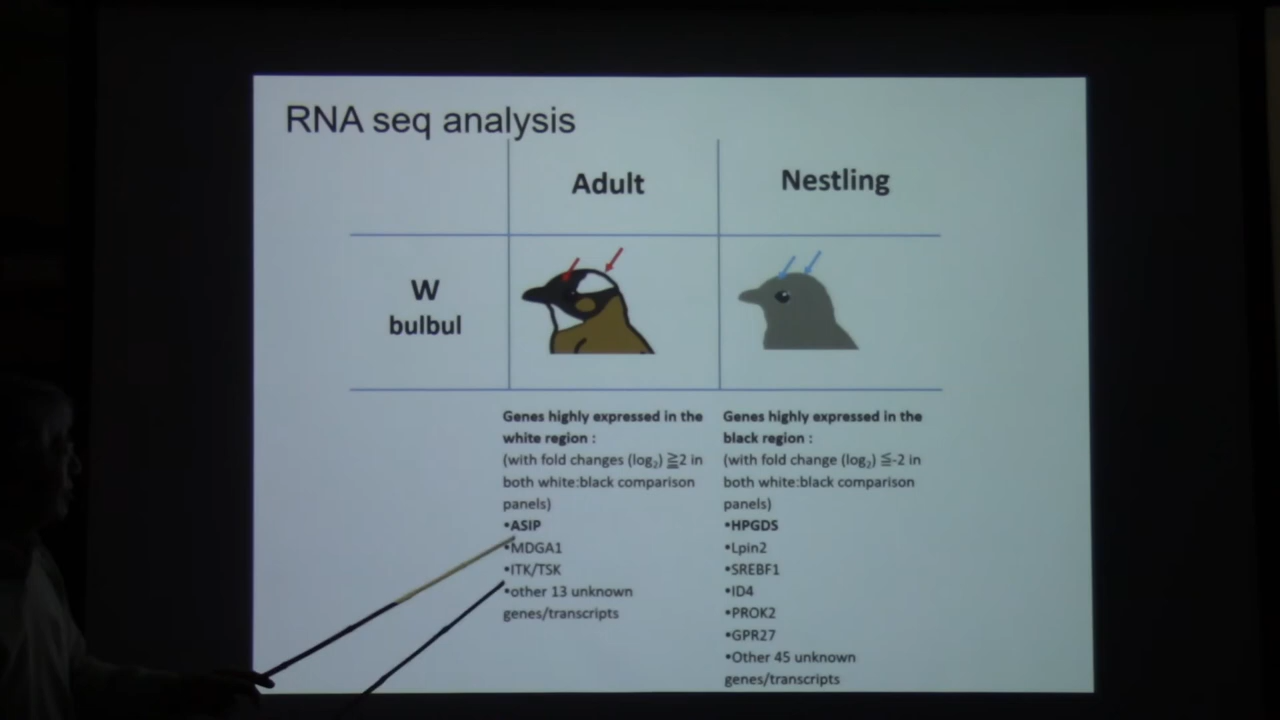 RNA seq analysis
Adult
Nestling
W
bulbul
Genes highly expressed in the
white region :
(with fold changes (log₂) ≧2 in
both white:black comparison
panels)
•ASIP
•MDGA1
•ITK/TSK
•other 13 unknown
genes/transcripts
Genes highly expressed in the
black region :
(with fold change (log₂) ≦-2 in
both white:black comparison
panels)
•HPGDS
•Lpin2
•SREBF1
•ID4
•PROK2
•GPR27
•Other 45 unknown
genes/transcripts